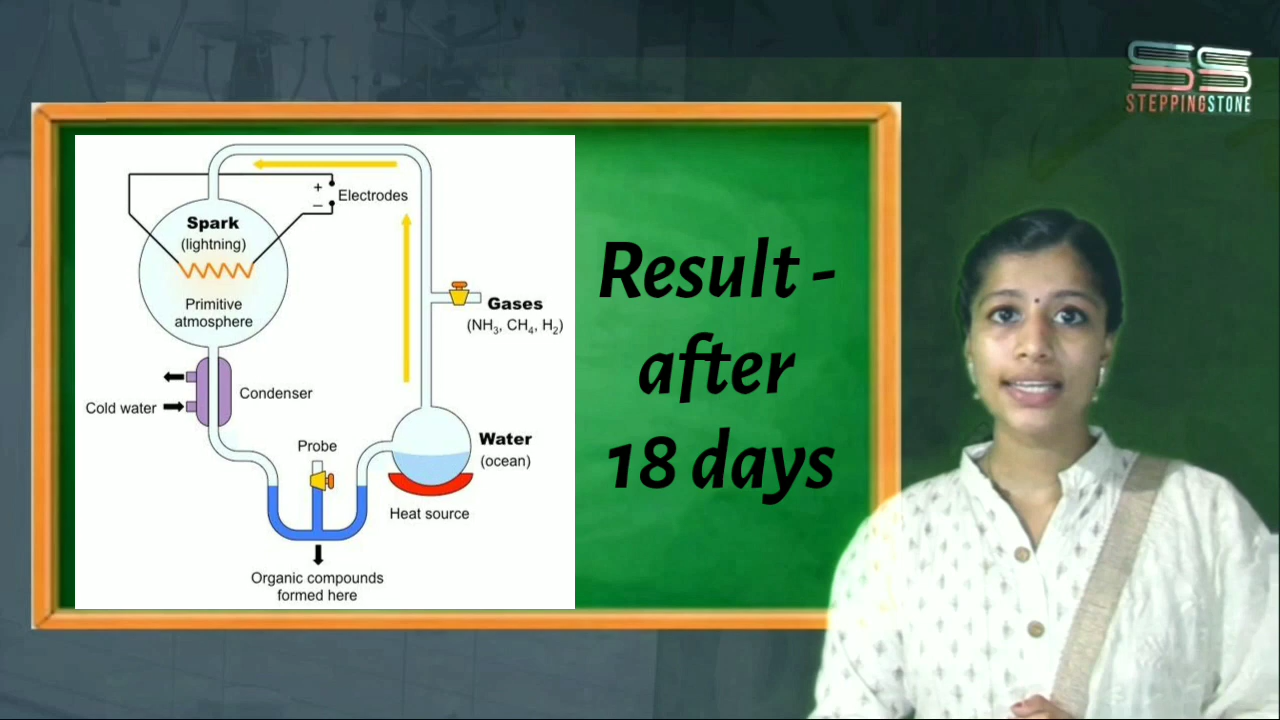 SS
STEPPINGSTONE
+
Electrodes
–
Spark
(lightning)
Primitive
atmosphere
Gases
(NH₃, CH₄, H₂)
Condenser
Cold water
Probe
Water
(ocean)
Heat source
Organic compounds
formed here
Result -
after
18 days